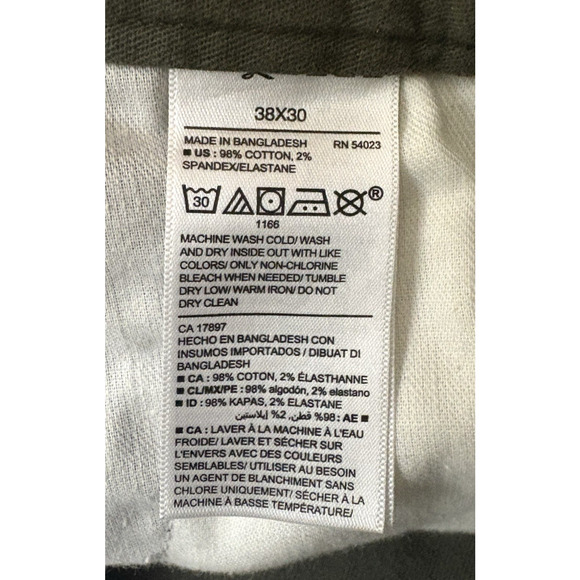 38X30
MADE IN BANGLADESH RN 54023
■ US : 98% COTTON, 2%
SPANDEX/ELASTANE
30 ®
1166
MACHINE WASH COLD/ WASH
AND DRY INSIDE OUT WITH LIKE
COLORS/ ONLY NON-CHLORINE
BLEACH WHEN NEEDED/ TUMBLE
DRY LOW/ WARM IRON/ DO NOT
DRY CLEAN
CA 17897
HECHO EN BANGLADESH CON
INSUMOS IMPORTADOS / DIBUAT DI
BANGLADESH
■ CA : 98% COTON, 2% ÉLASTHANNE
■ CL/MX/PE : 98% algodón, 2% elastano
■ ID : 98% KAPAS, 2% ELASTANE
■ AE : 98% قطن, 2% إيلاستين
■ CA : LAVER À LA MACHINE À L'EAU
FROIDE/ LAVER ET SÉCHER SUR
L'ENVERS AVEC DES COULEURS
SEMBLABLES/ UTILISER AU BESOIN
UN AGENT DE BLANCHIMENT SANS
CHLORE UNIQUEMENT/ SÉCHER À LA
MACHINE À BASSE TEMPÉRATURE/